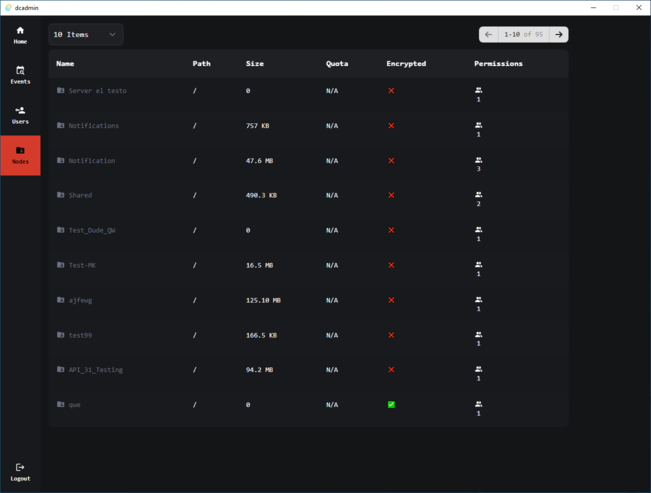 dcadmin
10 Items
1-10 of 95
Home
Events
Users
Nodes
Logout
Name Path Size Quota Encrypted Permissions
Server el testo / 0 N/A 1
Notifications / 757 KB N/A 1
Notification / 47.6 MB N/A 3
Shared / 490.3 KB N/A 2
Test_Dude_QW / 0 N/A 1
Test-MK / 16.5 MB N/A 1
ajfewg / 125.10 MB N/A 1
test99 / 166.5 KB N/A 1
API_3i_Testing / 94.2 MB N/A 1
qwe / 0 N/A 1